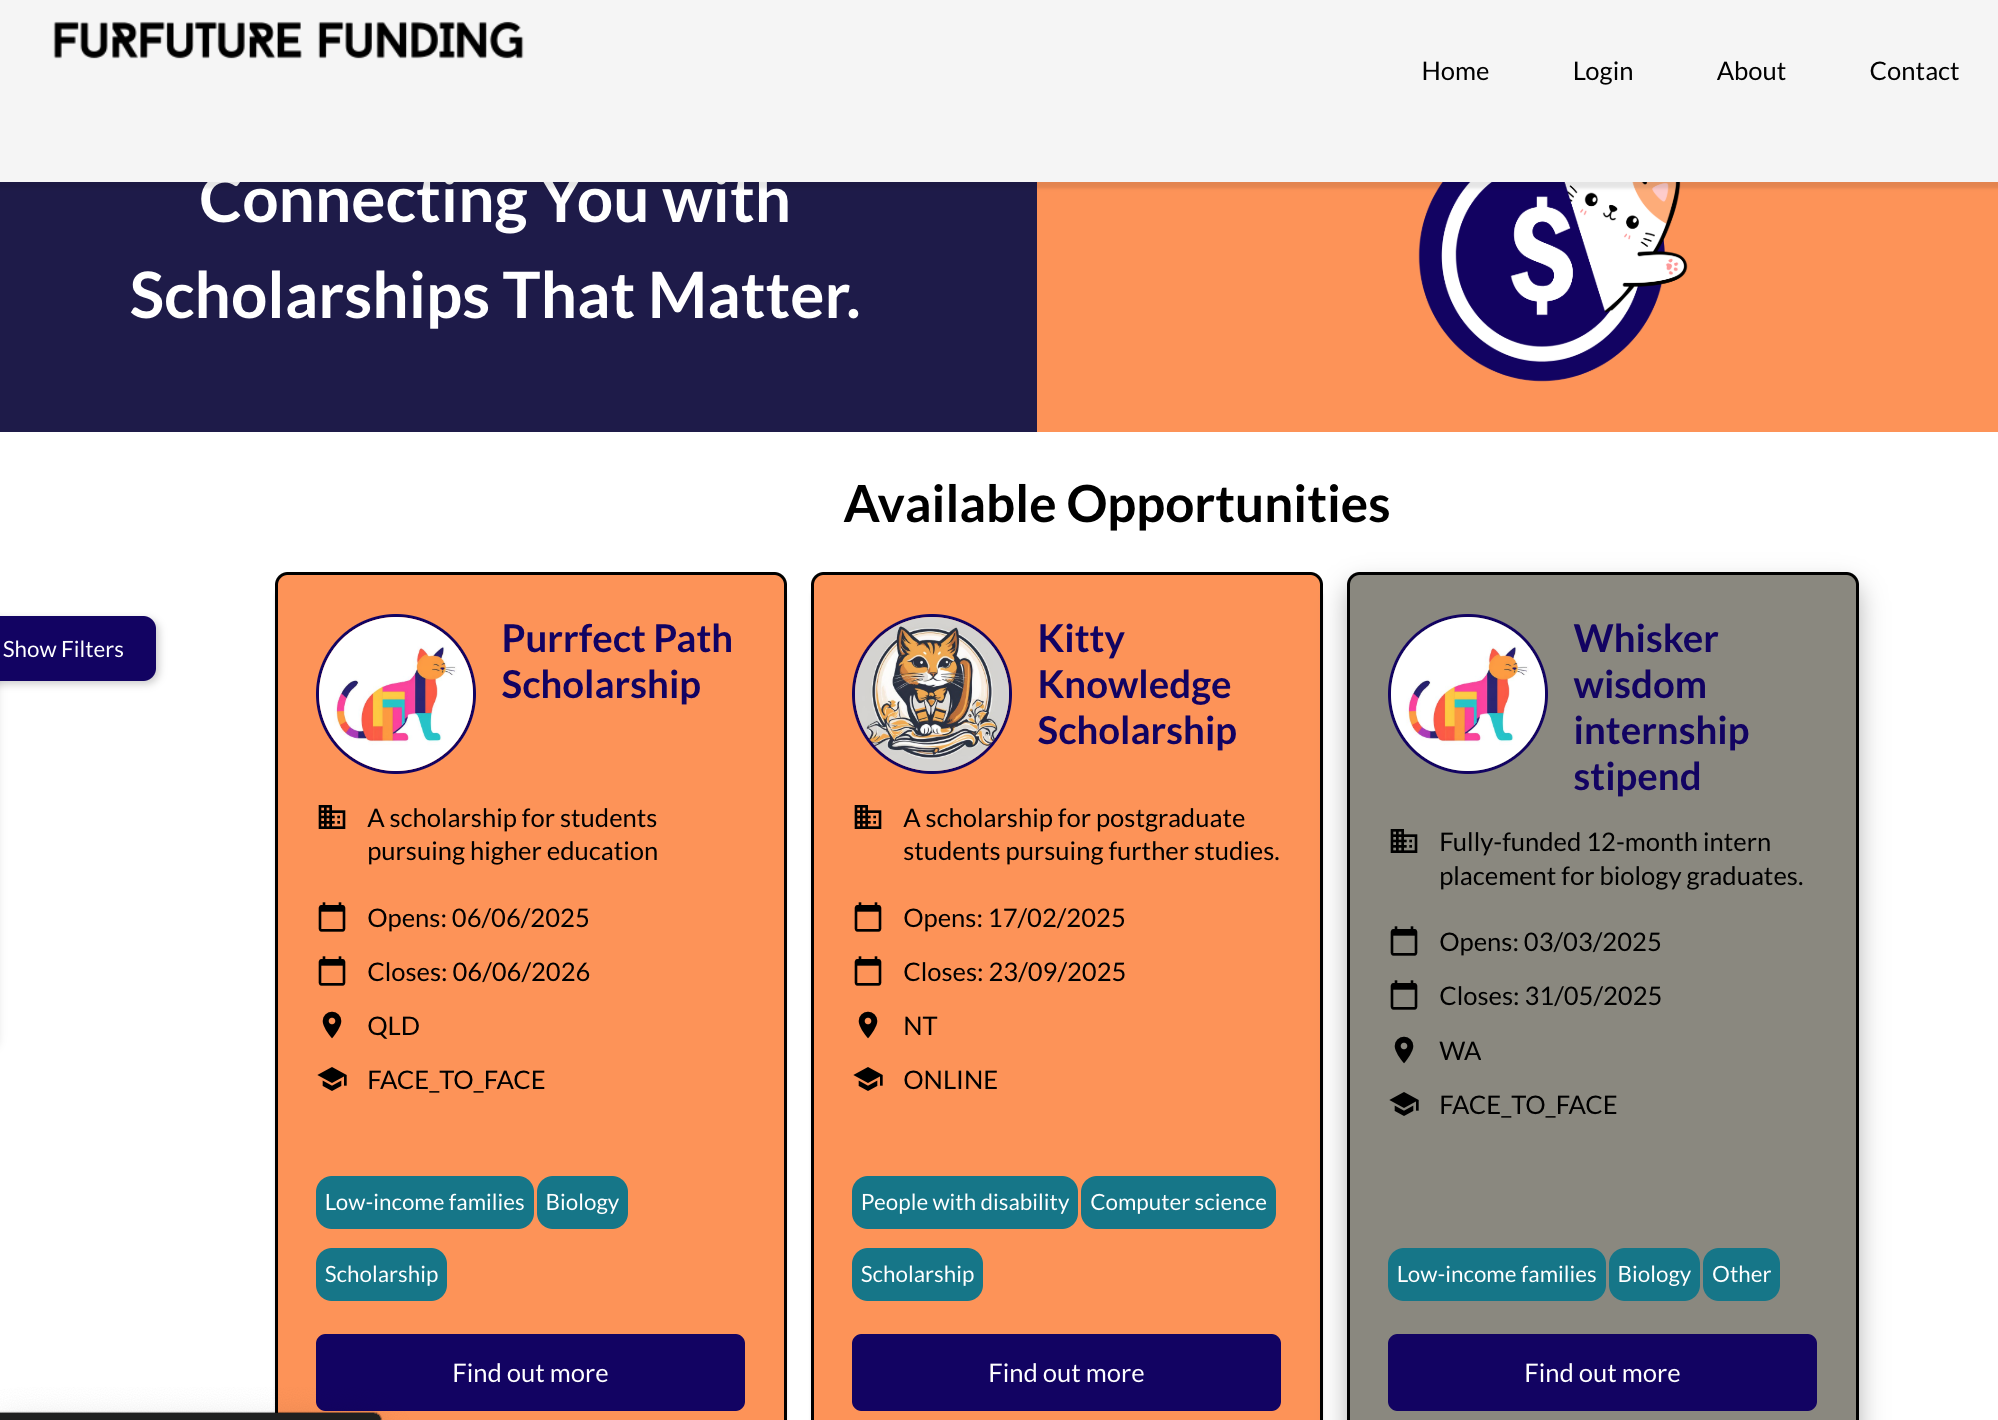 FURFUTURE FUNDING
Home Login About Contact
Connecting You with
Scholarships That Matter.
$
Available Opportunities
Show Filters
Purrfect Path
Scholarship
A scholarship for students
pursuing higher education
Opens: 06/06/2025
Closes: 06/06/2026
QLD
FACE_TO_FACE
Low-income families Biology
Scholarship
Find out more
Kitty
Knowledge
Scholarship
A scholarship for postgraduate
students pursuing further studies.
Opens: 17/02/2025
Closes: 23/09/2025
NT
ONLINE
People with disability Computer science
Scholarship
Find out more
Whisker
wisdom
internship
stipend
Fully-funded 12-month intern
placement for biology graduates.
Opens: 03/03/2025
Closes: 31/05/2025
WA
FACE_TO_FACE
Low-income families Biology Other
Find out more